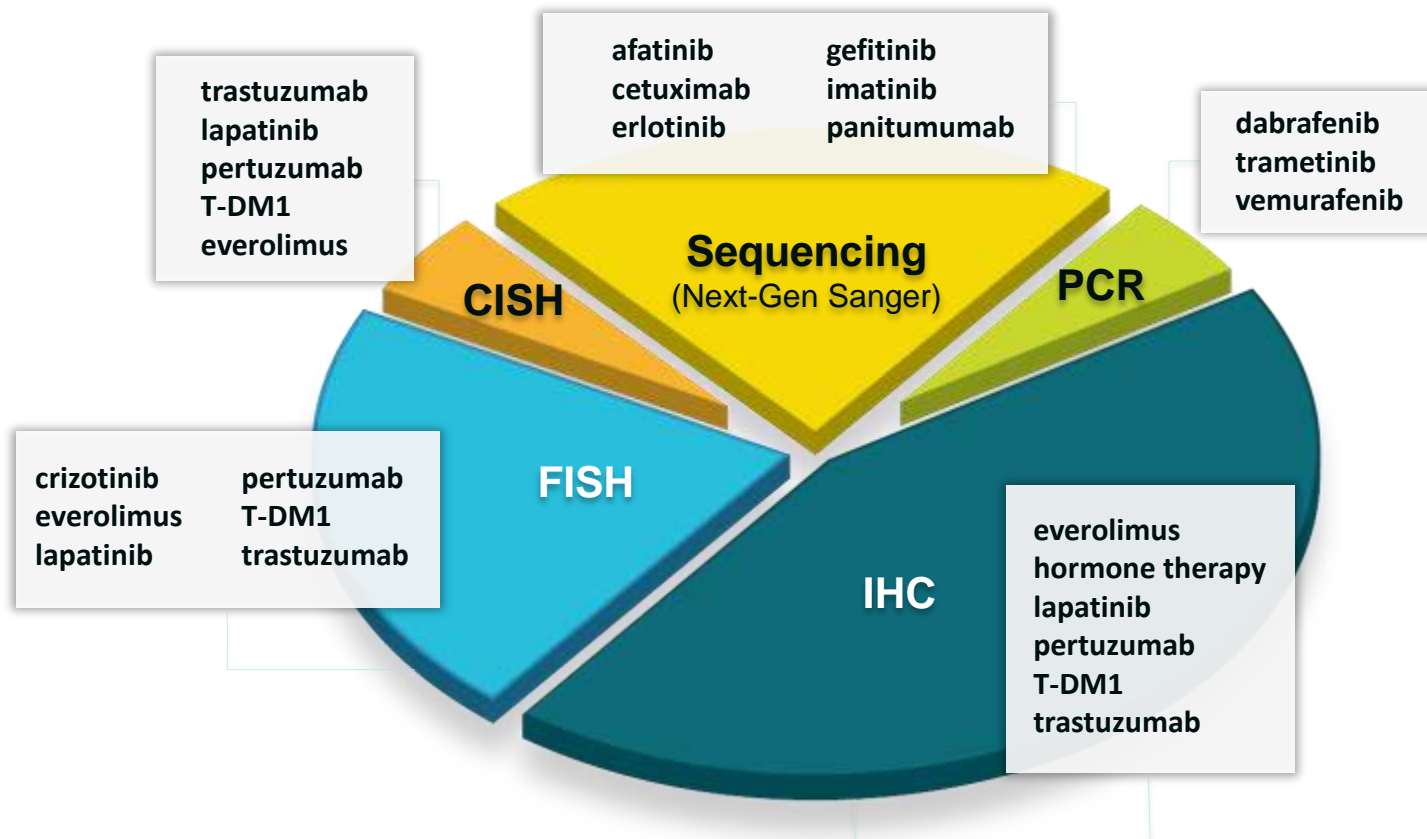 afatinib gefitinib
cetuximab imatinib
erlotinib panitumumab
trastuzumab
lapatinib
pertuzumab
T-DM1
everolimus
dabrafenib
trametinib
vemurafenib
Sequencing
(Next-Gen Sanger)
CISH
PCR
FISH
crizotinib pertuzumab
everolimus T-DM1
lapatinib trastuzumab
IHC
everolimus
hormone therapy
lapatinib
pertuzumab
T-DM1
trastuzumab